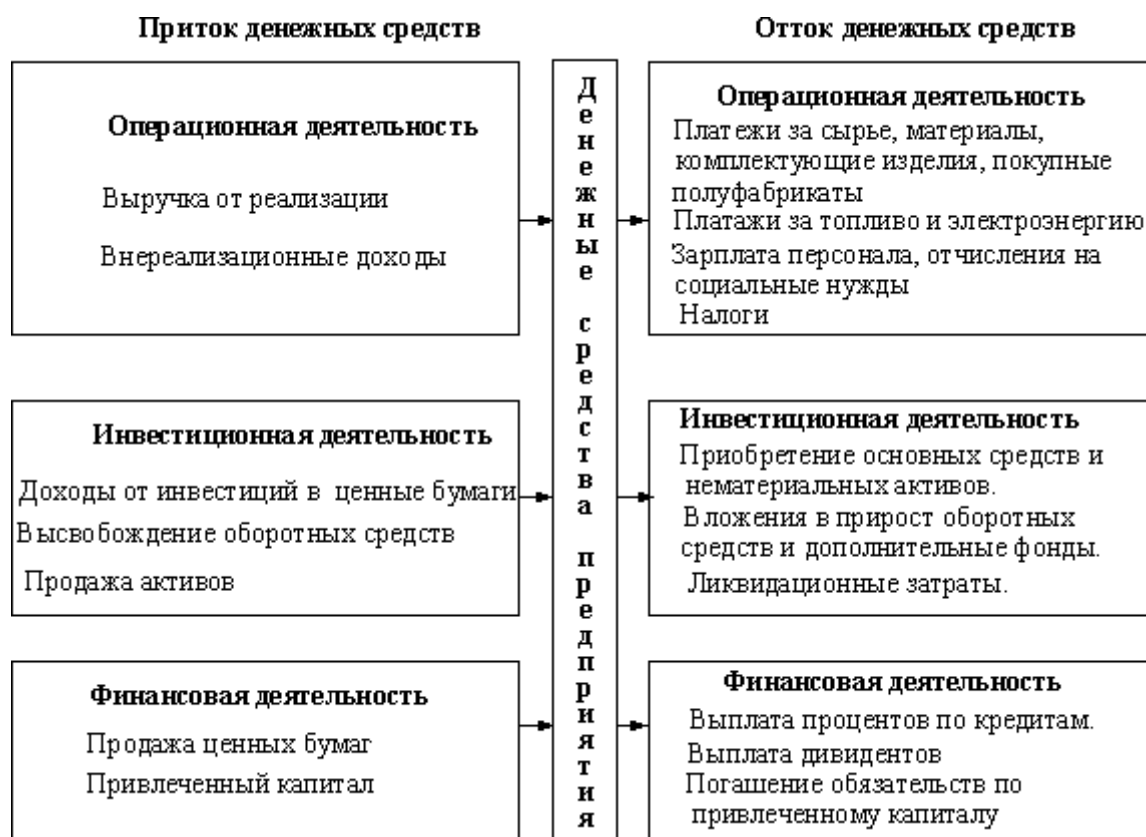 Приток денежных средств
Отток денежных средств
Операционная деятельность
Выручка от реализации
Внереализационные доходы
Денежные средства предприятия
Операционная деятельность
Платежи за сырье, материалы,
комплектующие изделия, покупные
полуфабрикаты
Платажи за топливо и электроэнергию
Зарплата персонала, отчисления на
социальные нужды
Налоги
Инвестиционная деятельность
Доходы от инвестиций в ценные бумаги
Высвобождение оборотных средств
Продажа активов
Инвестиционная деятельность
Приобретение основных средств и
нематериальных активов.
Вложения в прирост оборотных
средств и дополнительные фонды.
Ликвидационные затраты.
Финансовая деятельность
Продажа ценных бумаг
Привлеченный капитал
Финансовая деятельность
Выплата процентов по кредитам.
Выплата дивидентов
Погашение обязательств по
привлеченному капиталу